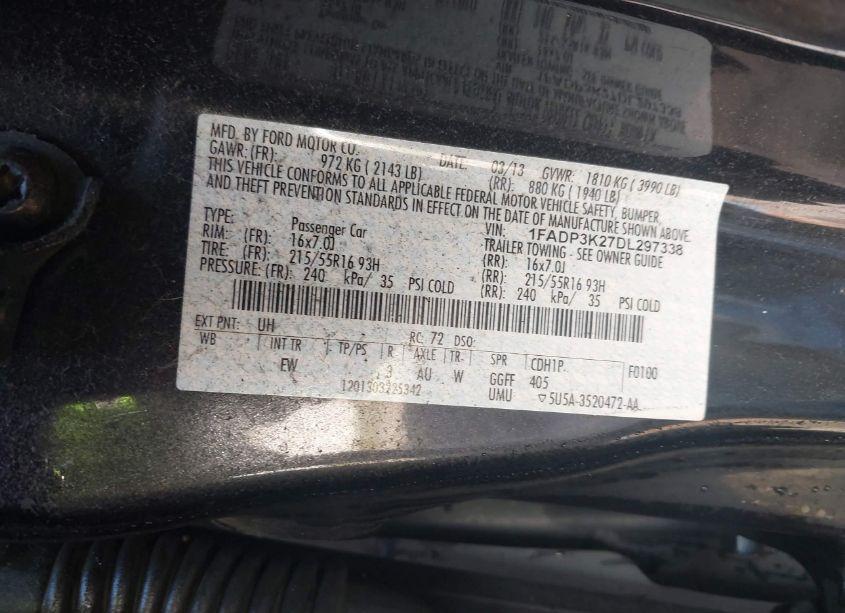 MFD. BY FORD MOTOR CO.
DATE: 03/13 GVWR: 1810 KG ( 3990 LB)
GAWR: (FR): 972 KG ( 2143 LB) (RR): 880 KG ( 1940 LB)
THIS VEHICLE CONFORMS TO ALL APPLICABLE FEDERAL MOTOR VEHICLE SAFETY, BUMPER,
AND THEFT PREVENTION STANDARDS IN EFFECT ON THE DATE OF MANUFACTURE SHOWN ABOVE.
VIN: 1FADP3K27DL297338
TYPE: Passenger Car TRAILER TOWING - SEE OWNER GUIDE
RIM: (FR): 16x7.0J (RR): 16x7.0J
TIRE: (FR): 215/55R16 93H (RR): 215/55R16 93H
PRESSURE: (FR): 240 kPa/ 35 PSI COLD (RR): 240 kPa/ 35 PSI COLD
EXT PNT: UH RC: 72 DSO: F0100
WB INT TR TP/PS R AXLE TR SPR CDH1P
EW 3 AU W GGFF 405
UMU
1201303225342 ▽5U5A-3520472-AA